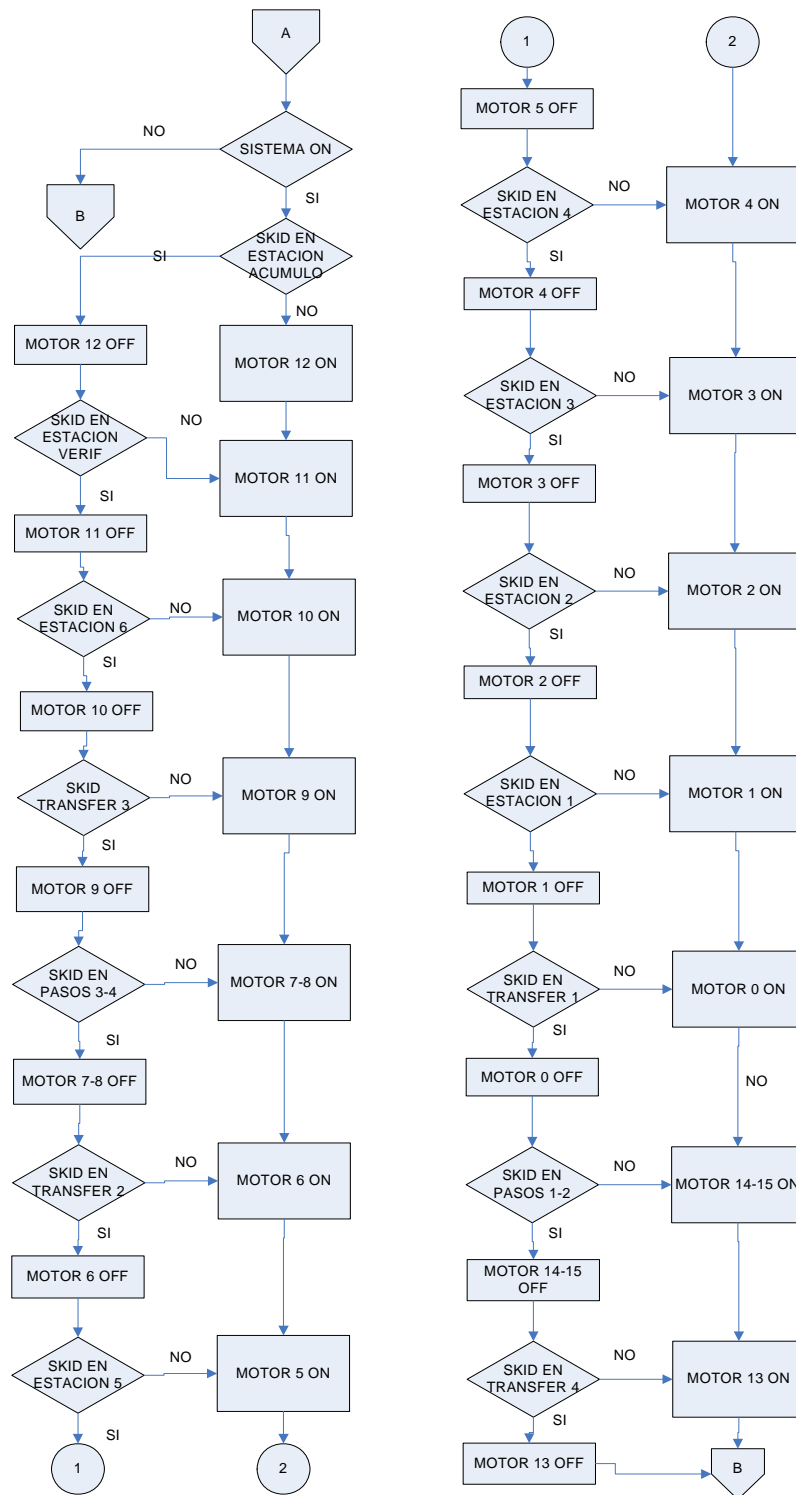 A
NO
SISTEMA ON
SI
B
SKID EN
ESTACION
ACUMULO
SI
NO
MOTOR 12 OFF
MOTOR 12 ON
SKID EN
ESTACION
VERIF
NO
MOTOR 11 ON
SI
MOTOR 11 OFF
SKID EN
ESTACION 6
NO
MOTOR 10 ON
SI
MOTOR 10 OFF
SKID
TRANSFER 3
NO
MOTOR 9 ON
SI
MOTOR 9 OFF
SKID EN
PASOS 3-4
NO
MOTOR 7-8 ON
SI
MOTOR 7-8 OFF
SKID EN
TRANSFER 2
NO
MOTOR 6 ON
SI
MOTOR 6 OFF
SKID EN
ESTACION 5
NO
MOTOR 5 ON
SI
1
2
1
2
MOTOR 5 OFF
SKID EN
ESTACION 4
NO
MOTOR 4 ON
SI
MOTOR 4 OFF
SKID EN
ESTACION 3
NO
MOTOR 3 ON
SI
MOTOR 3 OFF
SKID EN
ESTACION 2
NO
MOTOR 2 ON
SI
MOTOR 2 OFF
SKID EN
ESTACION 1
NO
MOTOR 1 ON
SI
MOTOR 1 OFF
SKID EN
TRANSFER 1
NO
MOTOR 0 ON
SI
MOTOR 0 OFF
NO
SKID EN
PASOS 1-2
NO
MOTOR 14-15 ON
SI
MOTOR 14-15
OFF
SKID EN
TRANSFER 4
NO
MOTOR 13 ON
SI
MOTOR 13 OFF
B